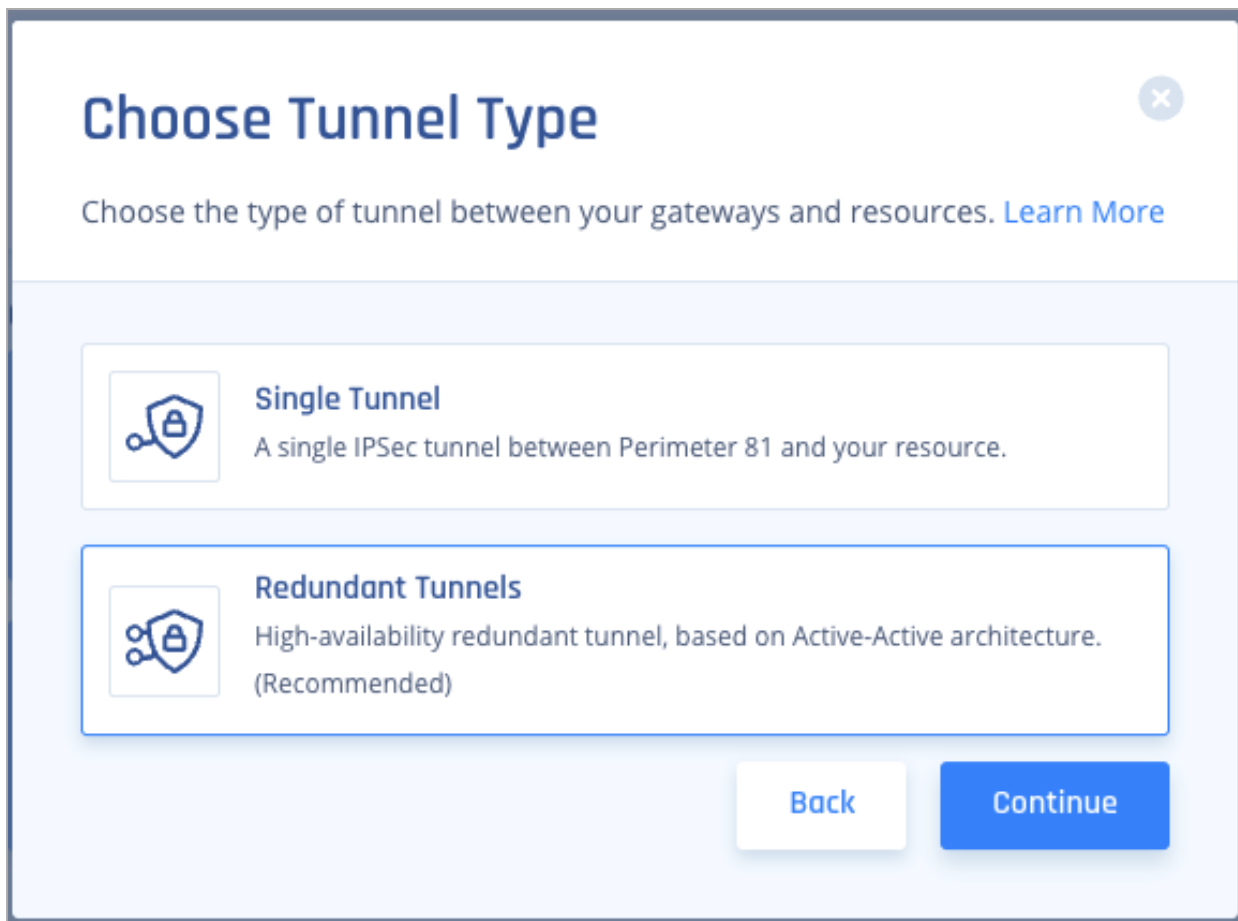 Choose Tunnel Type
Choose the type of tunnel between your gateways and resources. Learn More
Single Tunnel
A single IPSec tunnel between Perimeter 81 and your resource.
Redundant Tunnels
High-availability redundant tunnel, based on Active-Active architecture.
(Recommended)
Back
Continue